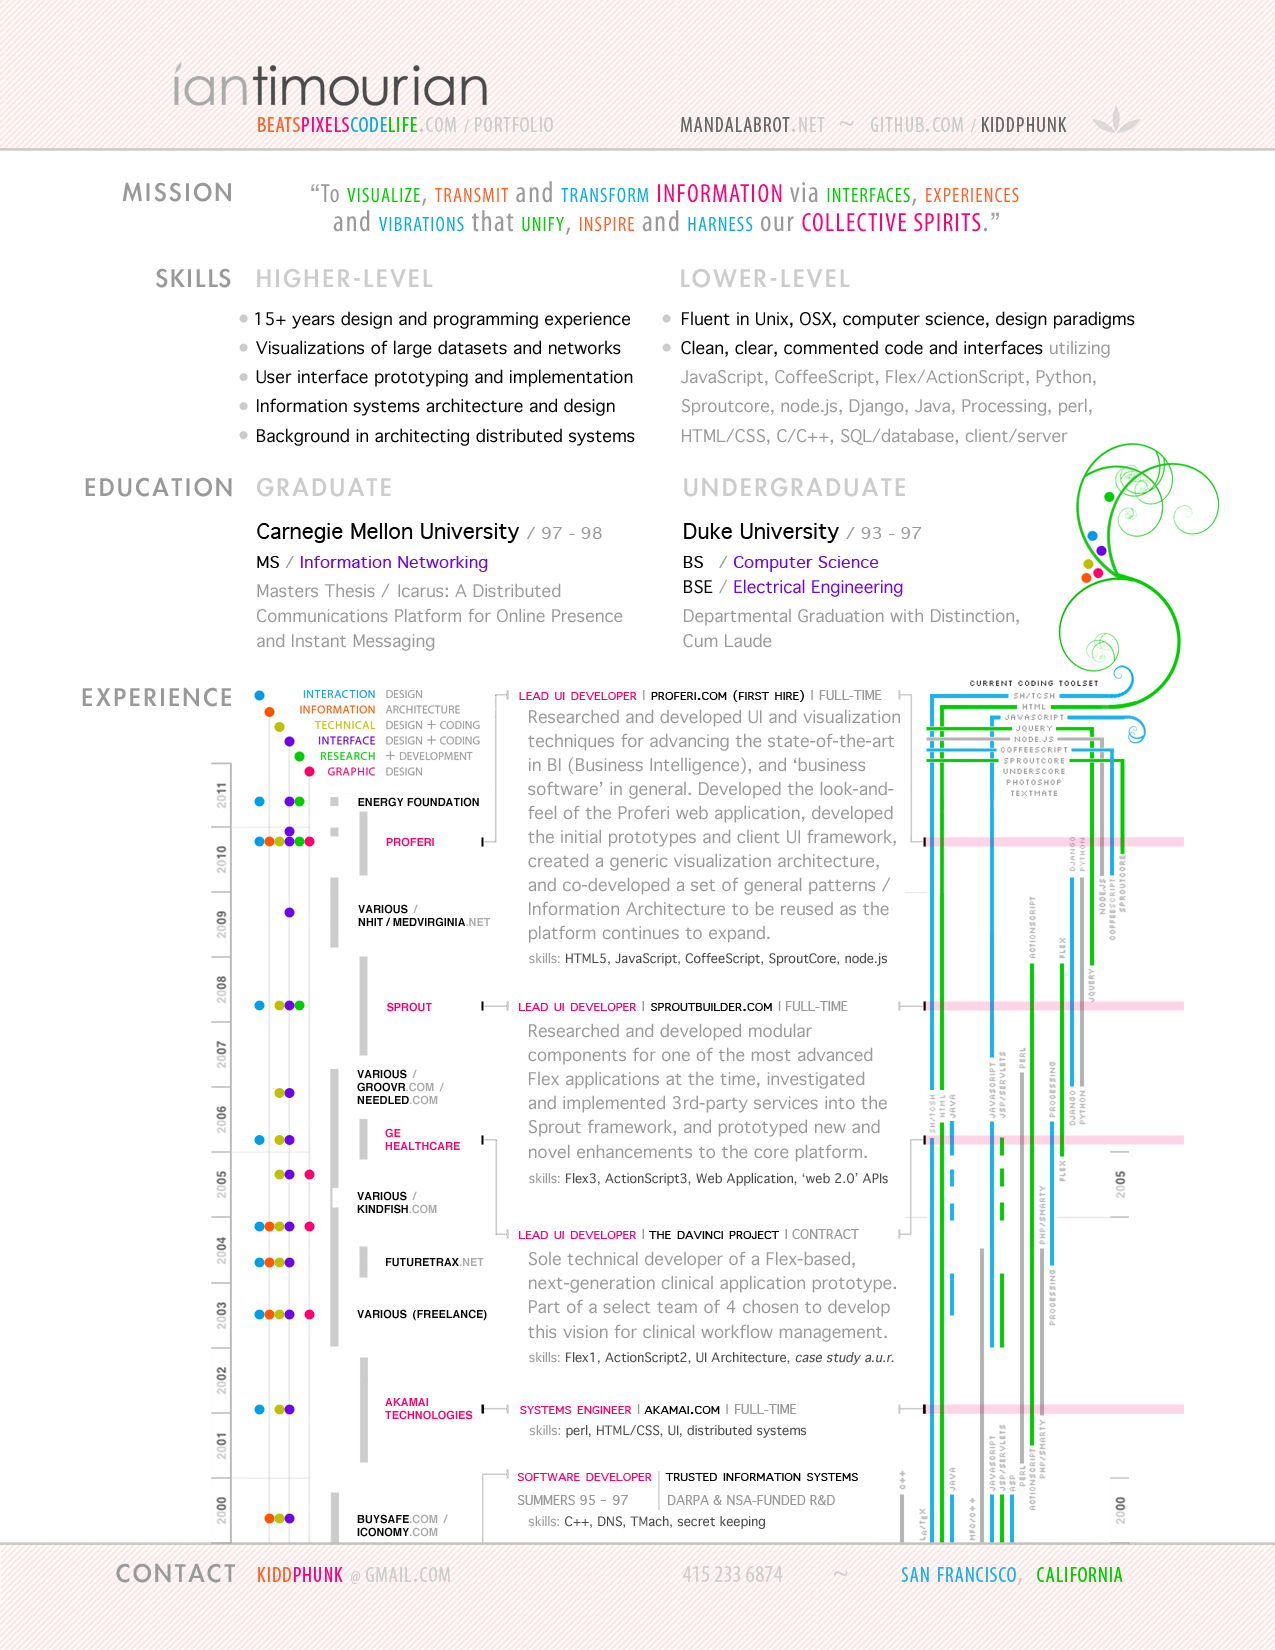 íantimourian
BEATSPIXELSCODELIFE.COM / PORTFOLIO
MANDALABROT.NET ~ GITHUB.COM / KIDDPHUNK
MISSION
“To VISUALIZE, TRANSMIT and TRANSFORM INFORMATION via INTERFACES, EXPERIENCES
and VIBRATIONS that UNIFY, INSPIRE and HARNESS our COLLECTIVE SPIRITS.”
SKILLS
HIGHER-LEVEL
15+ years design and programming experience
Visualizations of large datasets and networks
User interface prototyping and implementation
Information systems architecture and design
Background in architecting distributed systems
LOWER-LEVEL
Fluent in Unix, OSX, computer science, design paradigms
Clean, clear, commented code and interfaces utilizing
JavaScript, CoffeeScript, Flex/ActionScript, Python,
Sproutcore, node.js, Django, Java, Processing, perl,
HTML/CSS, C/C++, SQL/database, client/server
EDUCATION
GRADUATE
Carnegie Mellon University / 97 - 98
MS / Information Networking
Masters Thesis / Icarus: A Distributed
Communications Platform for Online Presence
and Instant Messaging
UNDERGRADUATE
Duke University / 93 - 97
BS / Computer Science
BSE / Electrical Engineering
Departmental Graduation with Distinction,
Cum Laude
EXPERIENCE
INTERACTION DESIGN
INFORMATION ARCHITECTURE
TECHNICAL DESIGN + CODING
INTERFACE DESIGN + CODING
RESEARCH + DEVELOPMENT
GRAPHIC DESIGN
2011
2010
2009
2008
2007
2006
2005
2004
2003
2002
2001
2000
ENERGY FOUNDATION
PROFERI
VARIOUS /
NHIT / MEDVIRGINIA.NET
SPROUT
VARIOUS /
GROOVR.COM /
NEEDLED.COM
GE
HEALTHCARE
VARIOUS /
KINDFISH.COM
FUTURETRAX.NET
VARIOUS (FREELANCE)
AKAMAI
TECHNOLOGIES
BUYSAFE.COM /
ICONOMY.COM
LEAD UI DEVELOPER | PROFERI.COM (FIRST HIRE) | FULL-TIME
Researched and developed UI and visualization
techniques for advancing the state-of-the-art
in BI (Business Intelligence), and ‘business
software’ in general. Developed the look-and-
feel of the Proferi web application, developed
the initial prototypes and client UI framework,
created a generic visualization architecture,
and co-developed a set of general patterns /
Information Architecture to be reused as the
platform continues to expand.
skills: HTML5, JavaScript, CoffeeScript, SproutCore, node.js
LEAD UI DEVELOPER | SPROUTBUILDER.COM | FULL-TIME
Researched and developed modular
components for one of the most advanced
Flex applications at the time, investigated
and implemented 3rd-party services into the
Sprout framework, and prototyped new and
novel enhancements to the core platform.
skills: Flex3, ActionScript3, Web Application, ‘web 2.0’ APIs
LEAD UI DEVELOPER | THE DAVINCI PROJECT | CONTRACT
Sole technical developer of a Flex-based,
next-generation clinical application prototype.
Part of a select team of 4 chosen to develop
this vision for clinical workflow management.
skills: Flex1, ActionScript2, UI Architecture, case study a.u.r.
SYSTEMS ENGINEER | AKAMAI.COM | FULL-TIME
skills: perl, HTML/CSS, UI, distributed systems
SOFTWARE DEVELOPER | TRUSTED INFORMATION SYSTEMS
SUMMERS 95 – 97 | DARPA & NSA-FUNDED R&D
skills: C++, DNS, TMach, secret keeping
CURRENT CODING TOOLSET
SH/TCSH
HTML
JAVASCRIPT
JQUERY
NODE.JS
COFFEESCRIPT
SPROUTCORE
UNDERSCORE
PHOTOSHOP
TEXTMATE
DJANGO
PYTHON
NODE.JS
COFFEESCRIPT
SPROUTCORE
ACTIONSCRIPT
FLEX
JQUERY
SH/TCSH
HTML
JAVA
JAVASCRIPT
JSP/SERVLETS
PERL
PROCESSING
DJANGO
PYTHON
FLEX
PHP/SMARTY
PROCESSING
2005
C++
LA/TEX
JAVA
MFC/C++
JAVASCRIPT
JSP/SERVLETS
ASP
PERL
ACTIONSCRIPT
PHP/SMARTY
2000
CONTACT
KIDDPHUNK @ GMAIL.COM
415 233 6874 ~ SAN FRANCISCO, CALIFORNIA